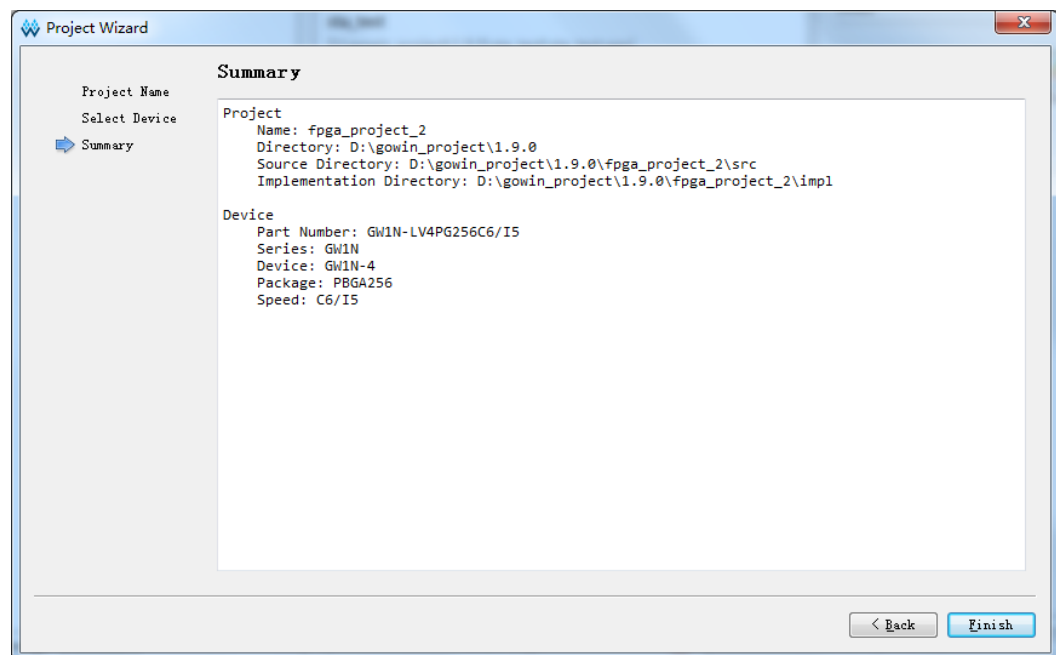 Project Wizard
Project Name
Select Device
Summary
Summary
Project
Name: fpga_project_2
Directory: D:\gowin_project\1.9.0
Source Directory: D:\gowin_project\1.9.0\fpga_project_2\src
Implementation Directory: D:\gowin_project\1.9.0\fpga_project_2\impl
Device
Part Number: GW1N-LV4PG256C6/I5
Series: GW1N
Device: GW1N-4
Package: PBGA256
Speed: C6/I5
< Back
Finish